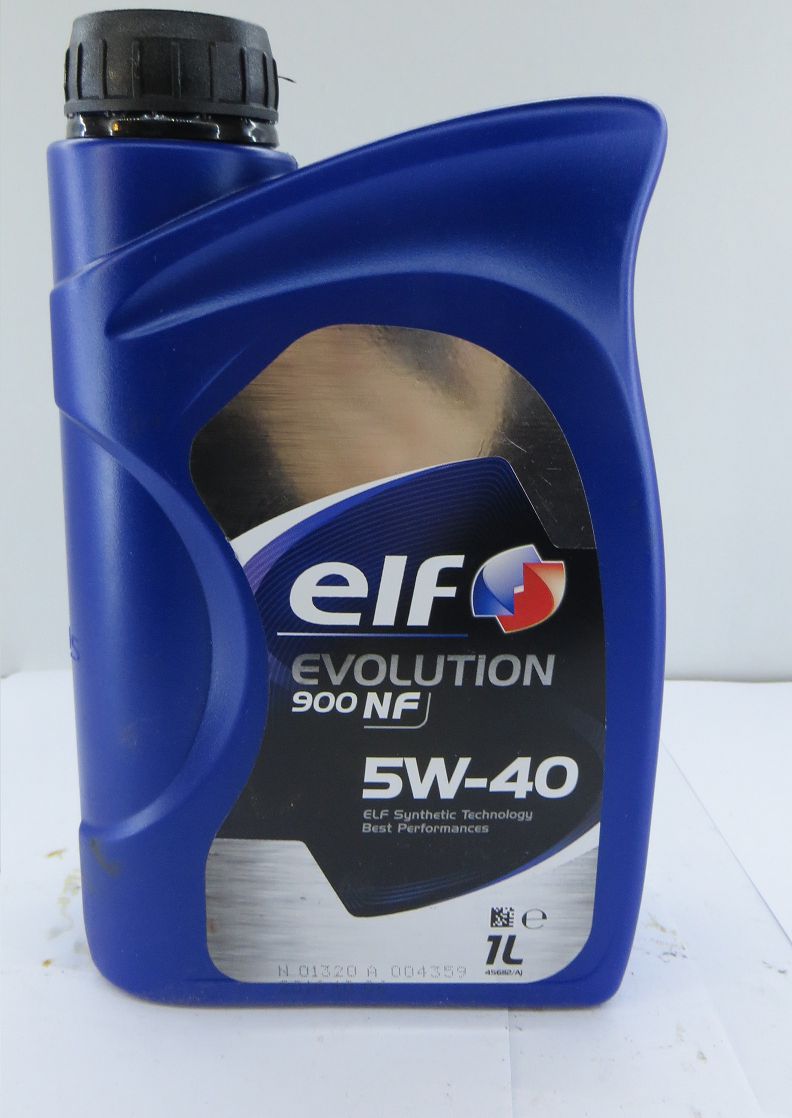 elf
EVOLUTION
900 NF
5W-40
ELF Synthetic Technology
Best Performances
e
1L
45682/AJ
N 01320 A 004359